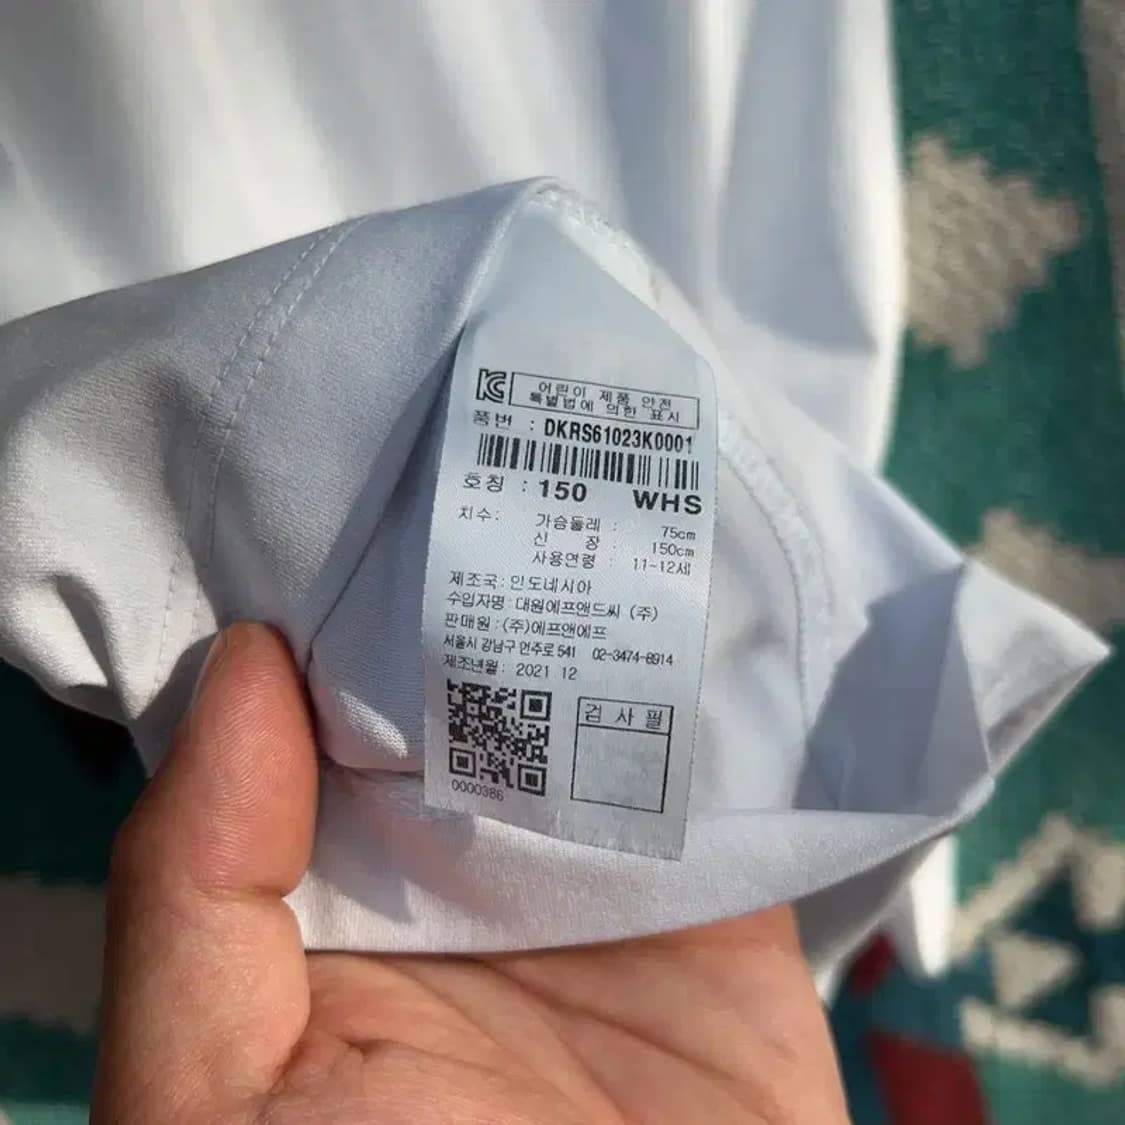 KC 어린이 제품 안전
특별법에 의한 표시
품번 : DKRS61023K0001
호칭 : 150 WHS
치수: 가슴둘레 : 75cm
신 장 : 150cm
사용연령 : 11-12세
제조국: 인도네시아
수입자명: 대원에프앤드씨 (주)
판매원 : (주)에프앤에프
서울시 강남구 언주로 541 02-3474-8914
제조년월: 2021 12
검 사 필
0000386